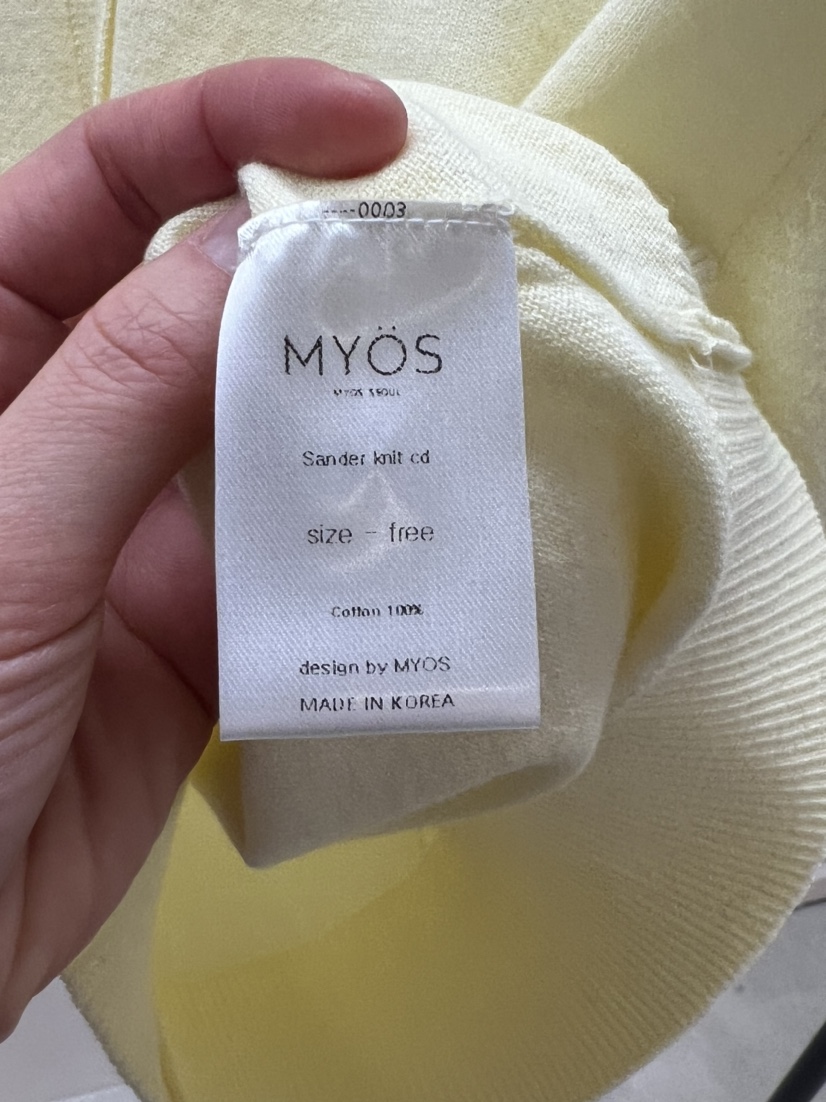 ----0003
MYÖS
MYOS SEOUL
Sander knit cd
size - free
Cotton 100%
design by MYOS
MADE IN KOREA